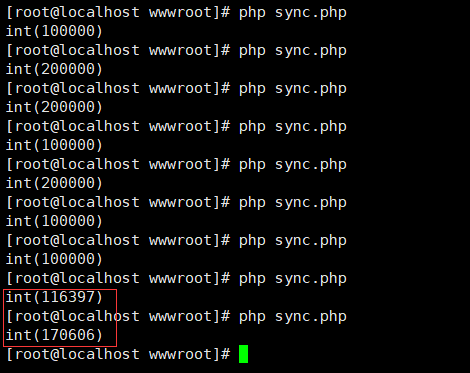 [root@localhost wwwroot]# php sync.php
int(100000)
[root@localhost wwwroot]# php sync.php
int(200000)
[root@localhost wwwroot]# php sync.php
int(200000)
[root@localhost wwwroot]# php sync.php
int(100000)
[root@localhost wwwroot]# php sync.php
int(200000)
[root@localhost wwwroot]# php sync.php
int(100000)
[root@localhost wwwroot]# php sync.php
int(100000)
[root@localhost wwwroot]# php sync.php
int(116397)
[root@localhost wwwroot]# php sync.php
int(170606)
[root@localhost wwwroot]#